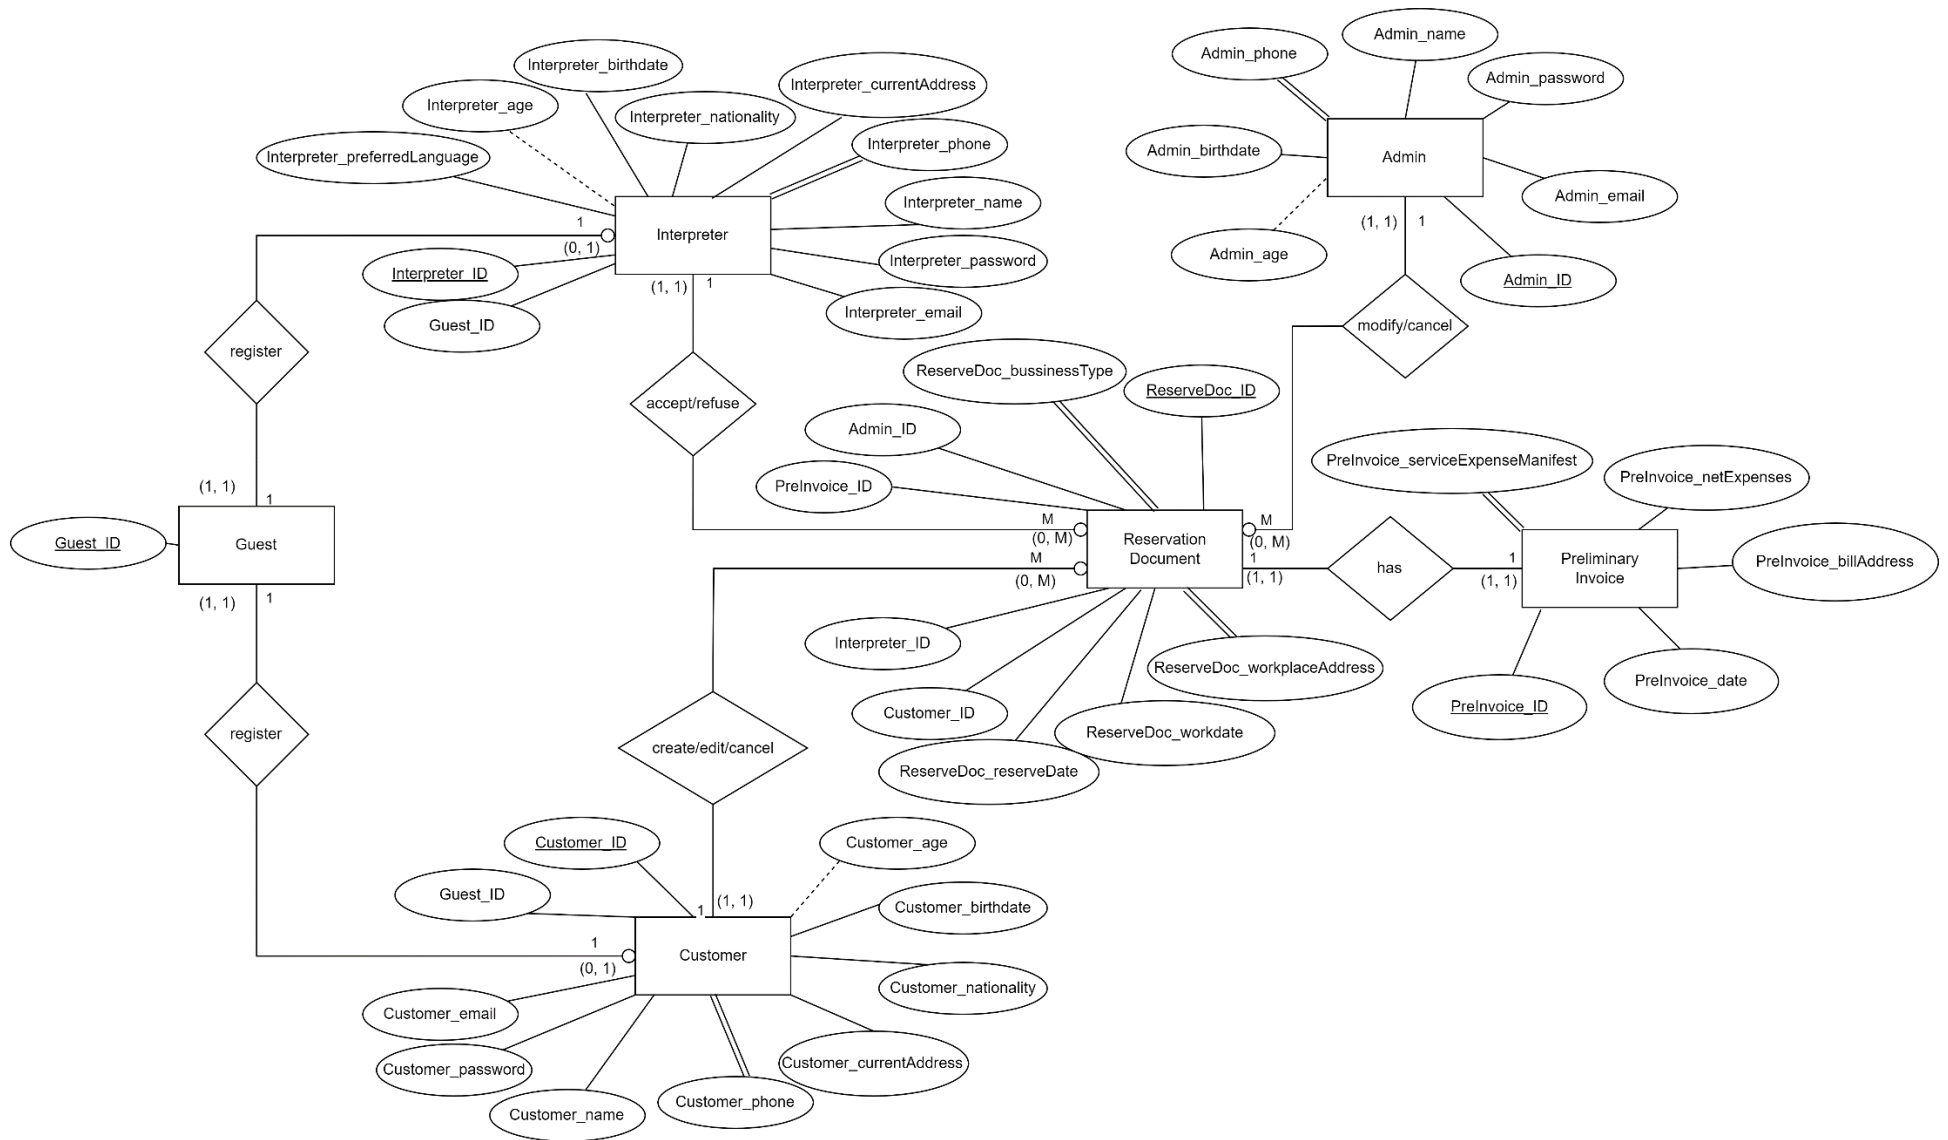 Admin_name
Admin_phone
Interpreter_birthdate
Admin_password
Interpreter_currentAddress
Interpreter_age
Interpreter_nationality
Interpreter_phone
Admin_birthdate
Admin
Interpreter_preferredLanguage
Admin_email
Interpreter_name
1
(1, 1)
1
Interpreter
(0, 1)
Admin_age
Interpreter_password
Interpreter_ID
Admin_ID
(1, 1)
1
Interpreter_email
Guest_ID
modify/cancel
register
ReserveDoc_bussinessType
ReserveDoc_ID
accept/refuse
Admin_ID
PreInvoice_serviceExpenseManifest
PreInvoice_netExpenses
PreInvoice_ID
(1, 1)
1
M
(0, M)
M
(0, M)
Guest_ID
Guest
Reservation
Document
M
(0, M)
1
(1, 1)
has
1
(1, 1)
Preliminary
Invoice
PreInvoice_billAddress
(1, 1)
1
Interpreter_ID
ReserveDoc_workplaceAddress
PreInvoice_date
Customer_ID
PreInvoice_ID
register
ReserveDoc_workdate
create/edit/cancel
ReserveDoc_reserveDate
Customer_ID
Customer_age
Guest_ID
1
(1, 1)
Customer_birthdate
1
(0, 1)
Customer
Customer_nationality
Customer_email
Customer_password
Customer_currentAddress
Customer_name
Customer_phone